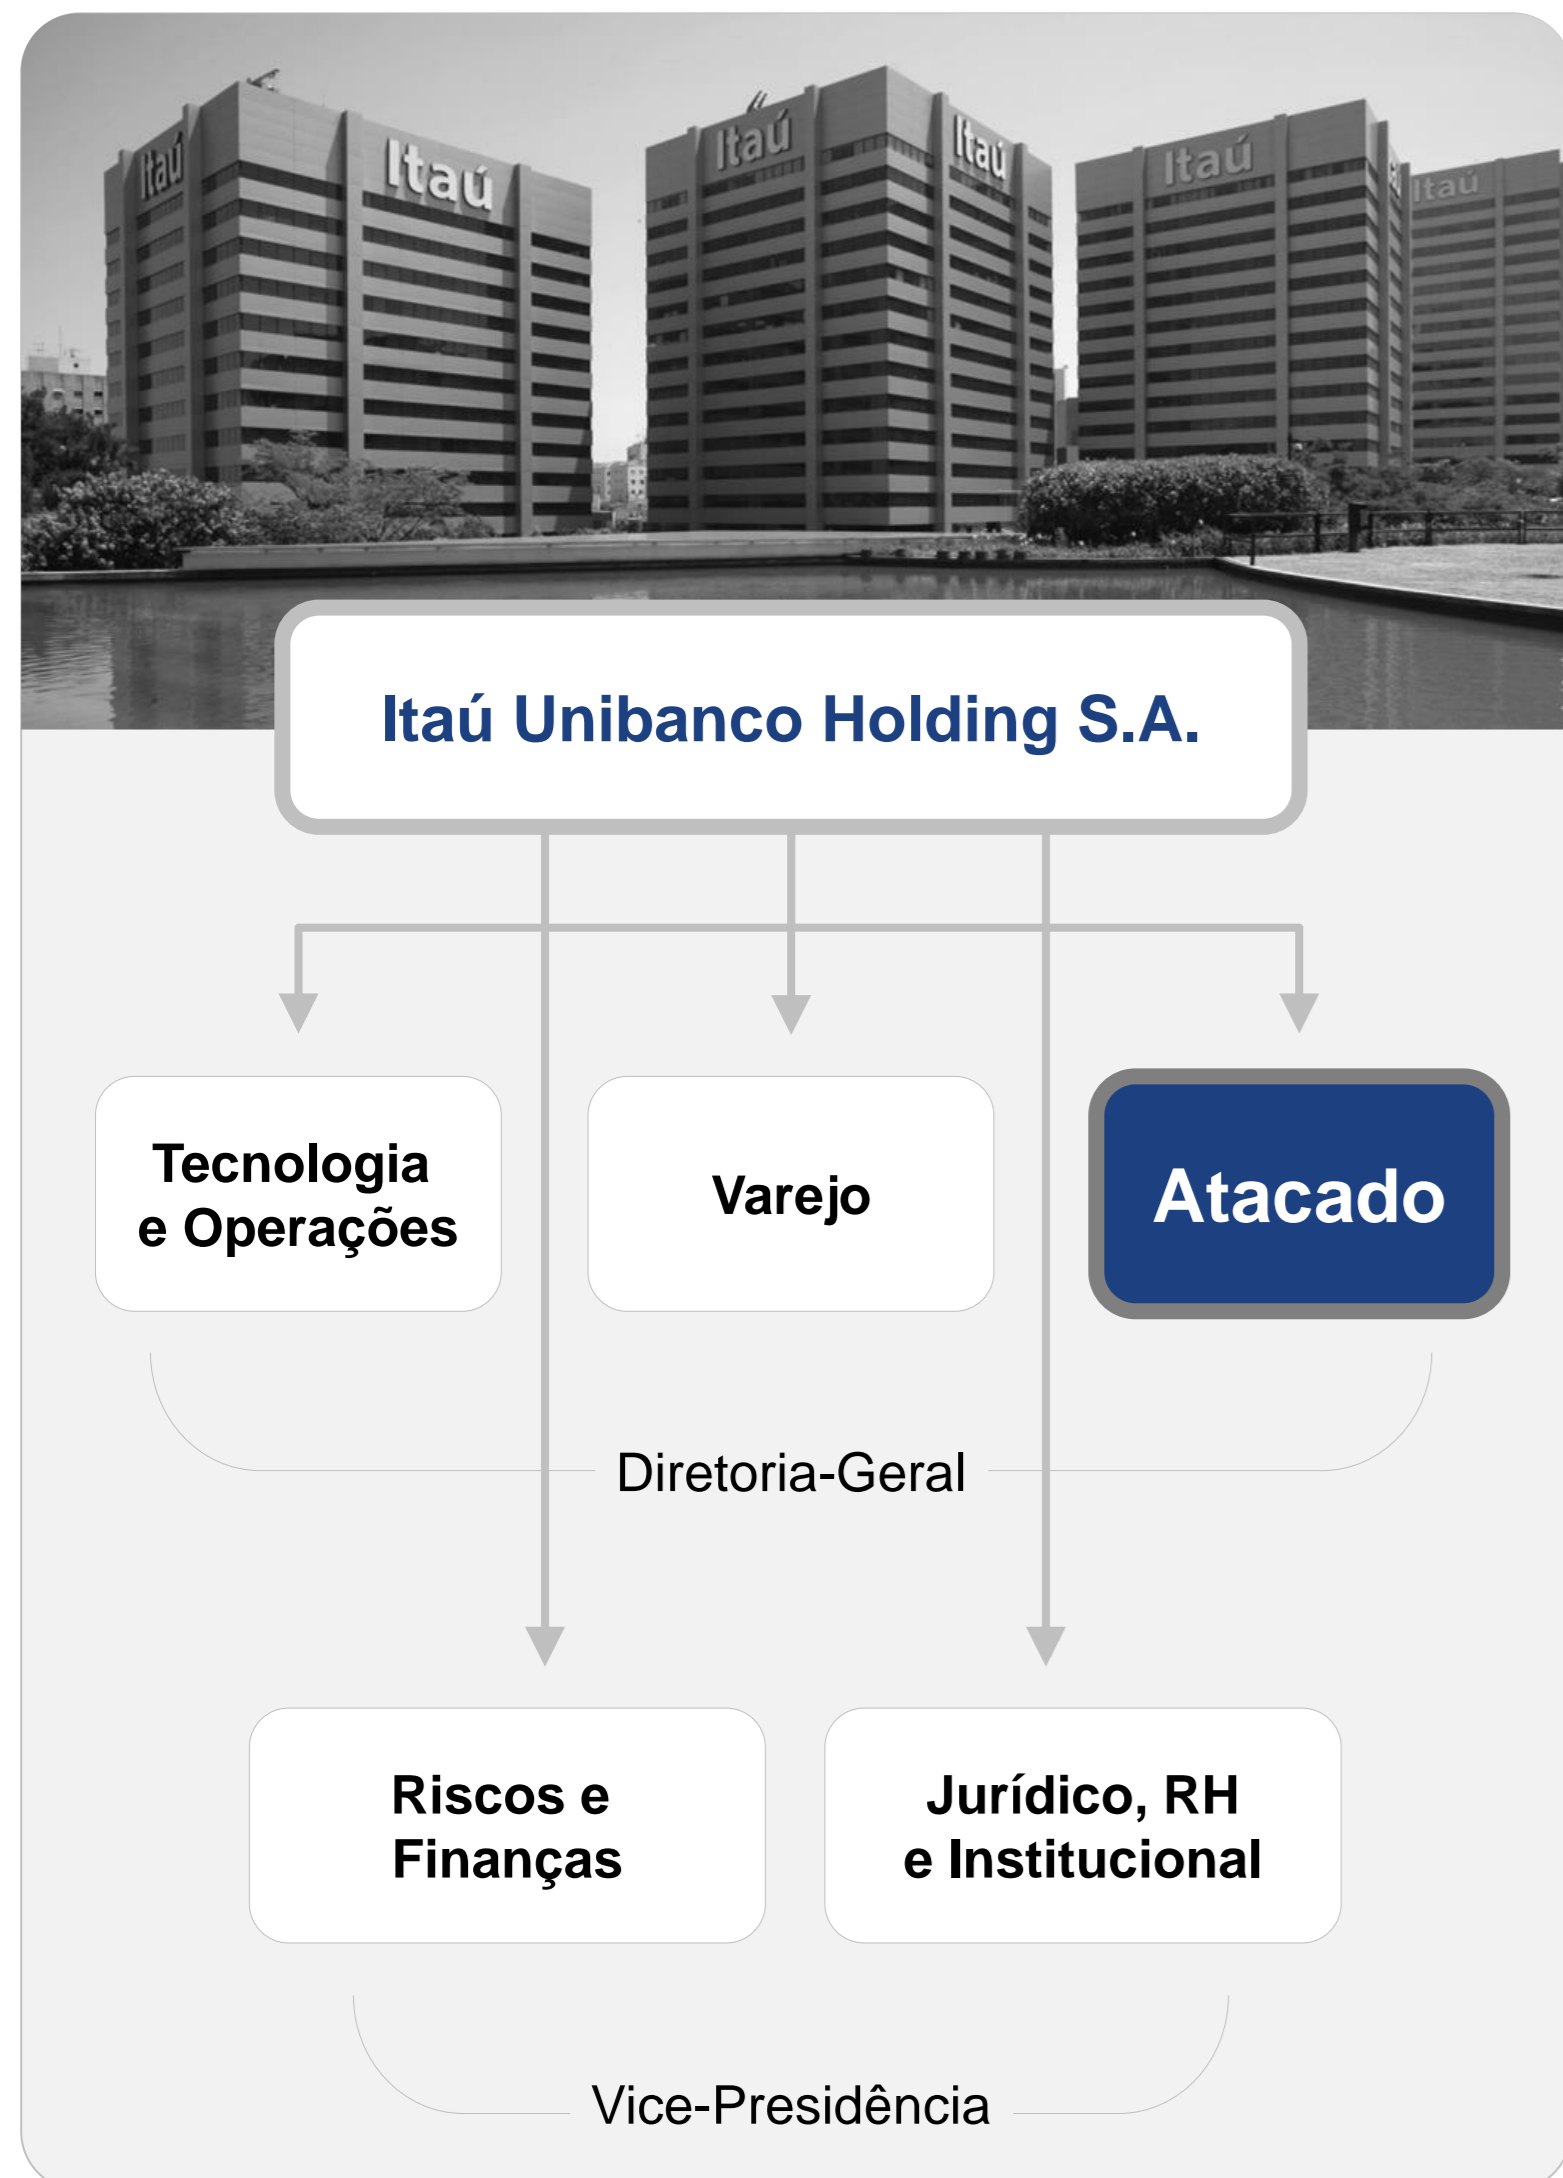 Itaú
Itaú
Itaú
Itaú
Itaú
Itaú
Itaú Unibanco Holding S.A.
Tecnologia
e Operações
Varejo
Atacado
Diretoria-Geral
Riscos e
Finanças
Jurídico, RH
e Institucional
Vice-Presidência